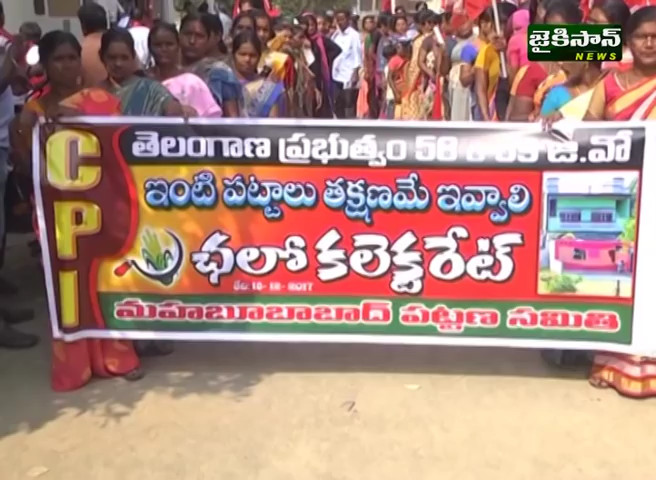 జైకిసాన్
NEWS
CPI
తెలంగాణ ప్రభుత్వం 58 జి.వో
ఇంటి పట్టాలు తక్షణమే ఇవ్వాలి
ఛలో కలెక్టరేట్
మహబూబాబాద్ పట్టణ సమితి